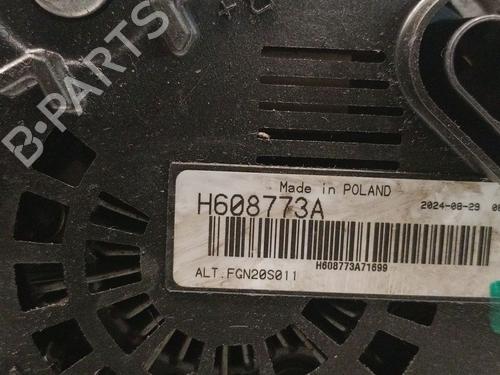 B-PARTS
Made in POLAND
H608773A
2024-08-29
H608773A71699
ALT.FGN20S011